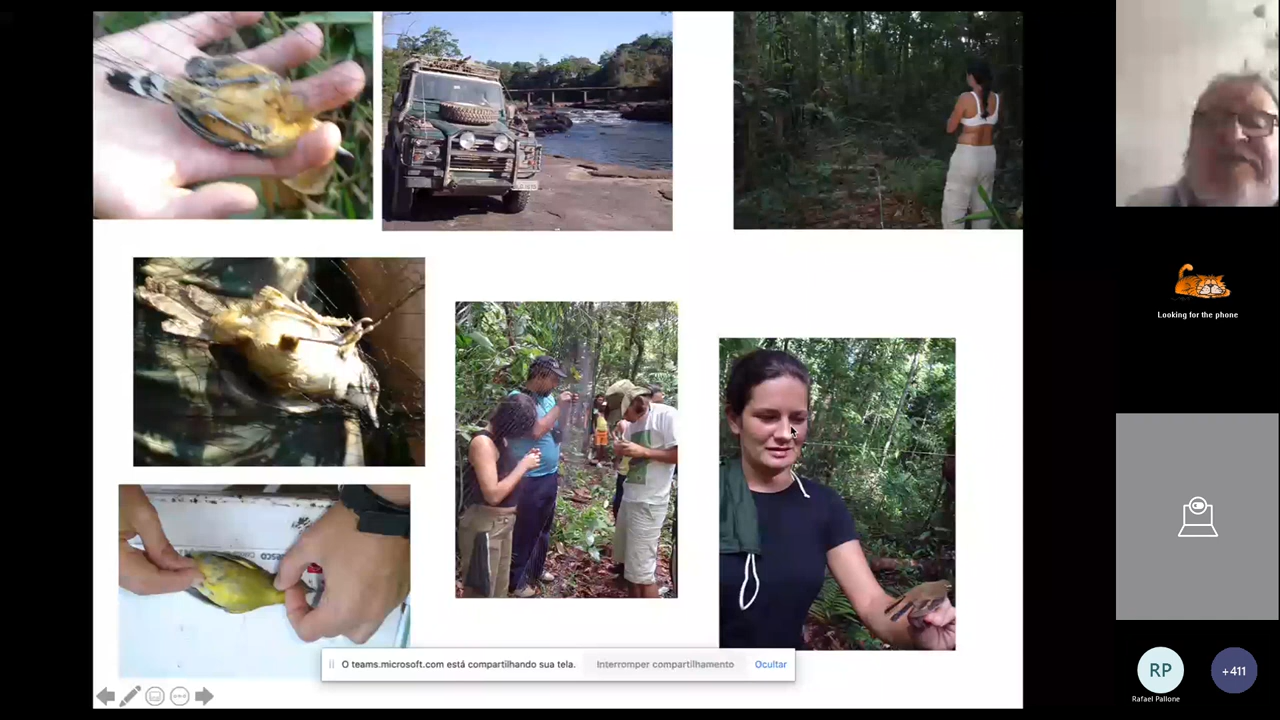 Looking for the phone
O teams.microsoft.com está compartilhando sua tela.
Interromper compartilhamento
Ocultar
RP
Rafael Pallone
+411